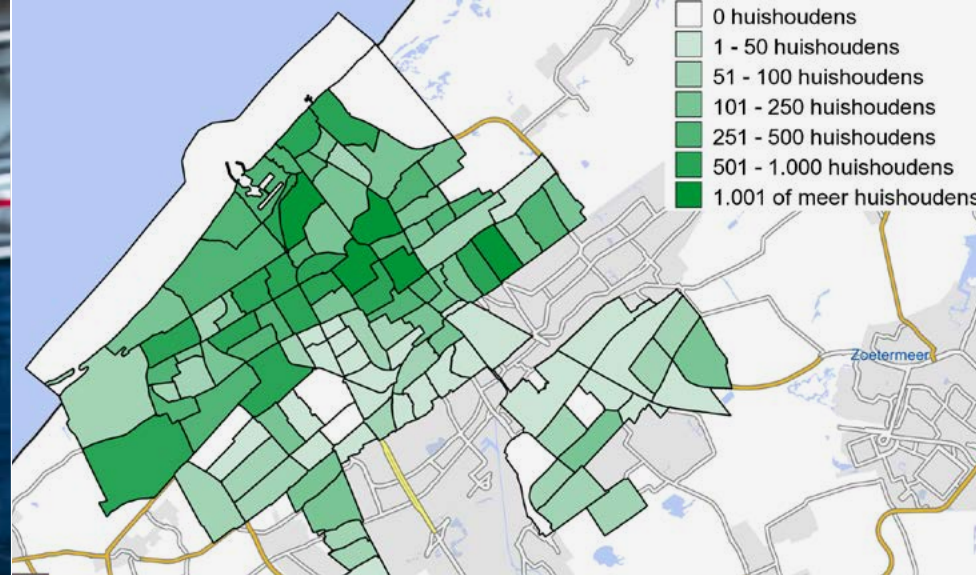 0 huishoudens
1 - 50 huishoudens
51 - 100 huishoudens
101 - 250 huishoudens
251 - 500 huishoudens
501 - 1.000 huishoudens
1.001 of meer huishoudens
Zoetermeer